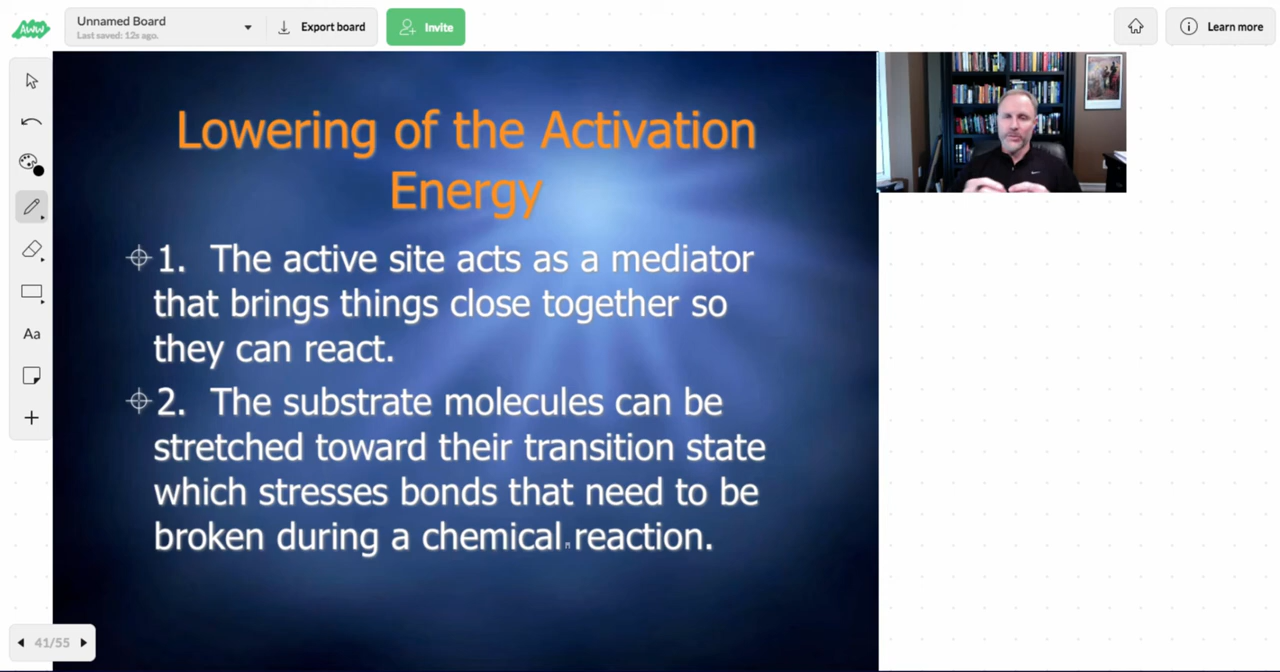 AWW
Unnamed Board
Last saved: 12s ago.
Export board
Invite
Learn more
Lowering of the Activation
Energy
1. The active site acts as a mediator
that brings things close together so
they can react.
2. The substrate molecules can be
stretched toward their transition state
which stresses bonds that need to be
broken during a chemical reaction.
Aa
41/55